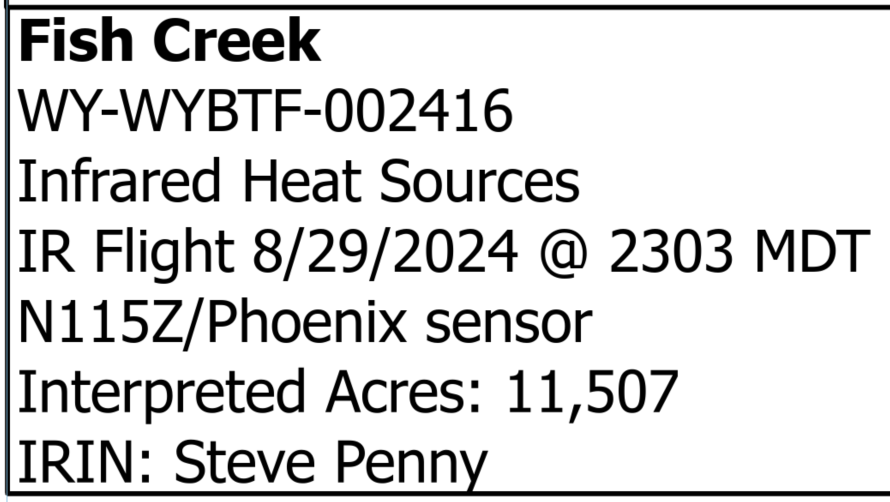 Fish Creek
WY-WYBTF-002416
Infrared Heat Sources
IR Flight 8/29/2024 @ 2303 MDT
N115Z/Phoenix sensor
Interpreted Acres: 11,507
IRIN: Steve Penny